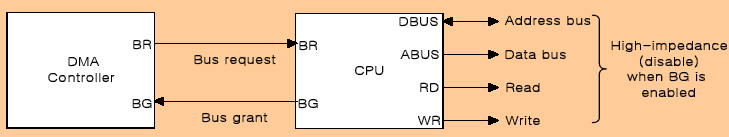 DMA
Controller
BR
BG
Bus request
Bus grant
BR
BG
CPU
DBUS
ABUS
RD
WR
Address bus
Data bus
Read
Write
High-impedance
(disable)
when BG is
enabled